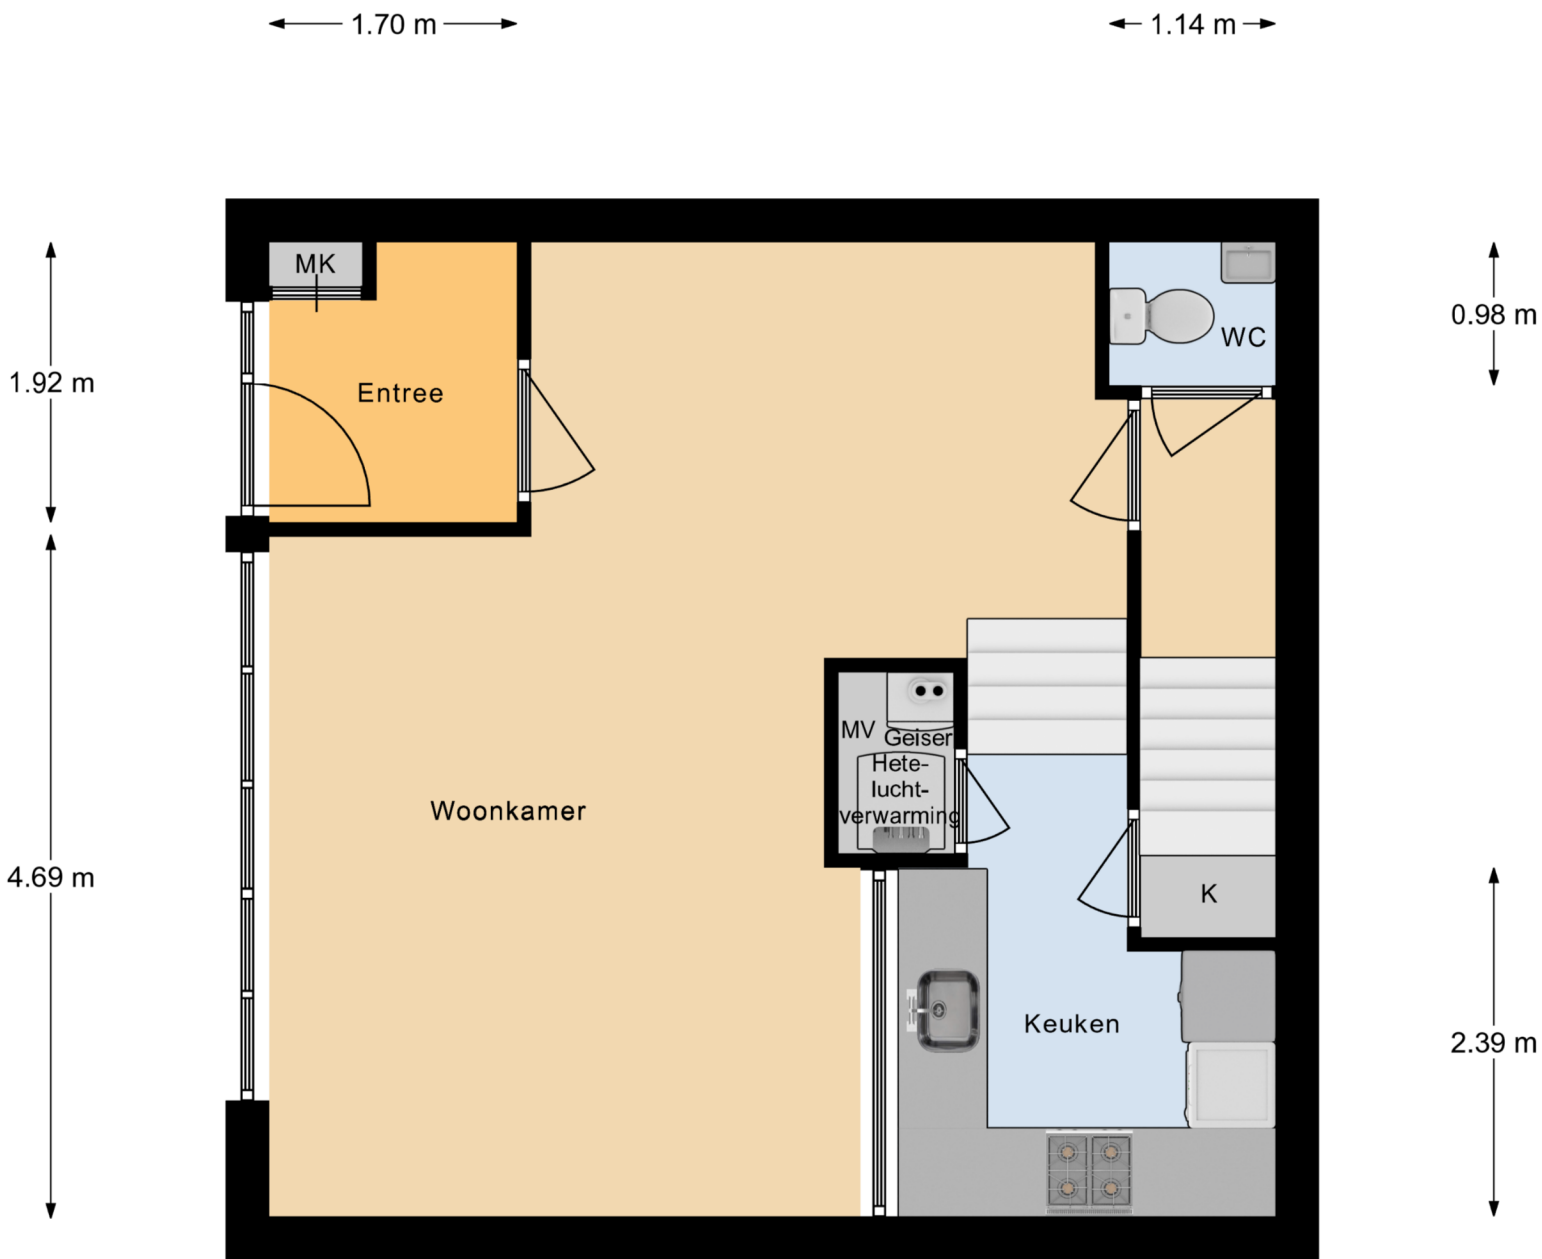 1.70 m
1.14 m
MK
0.98 m
WC
1.92 m
Entree
MV
Geiser
Hete-
lucht-
verwarming
Woonkamer
4.69 m
K
Keuken
2.39 m